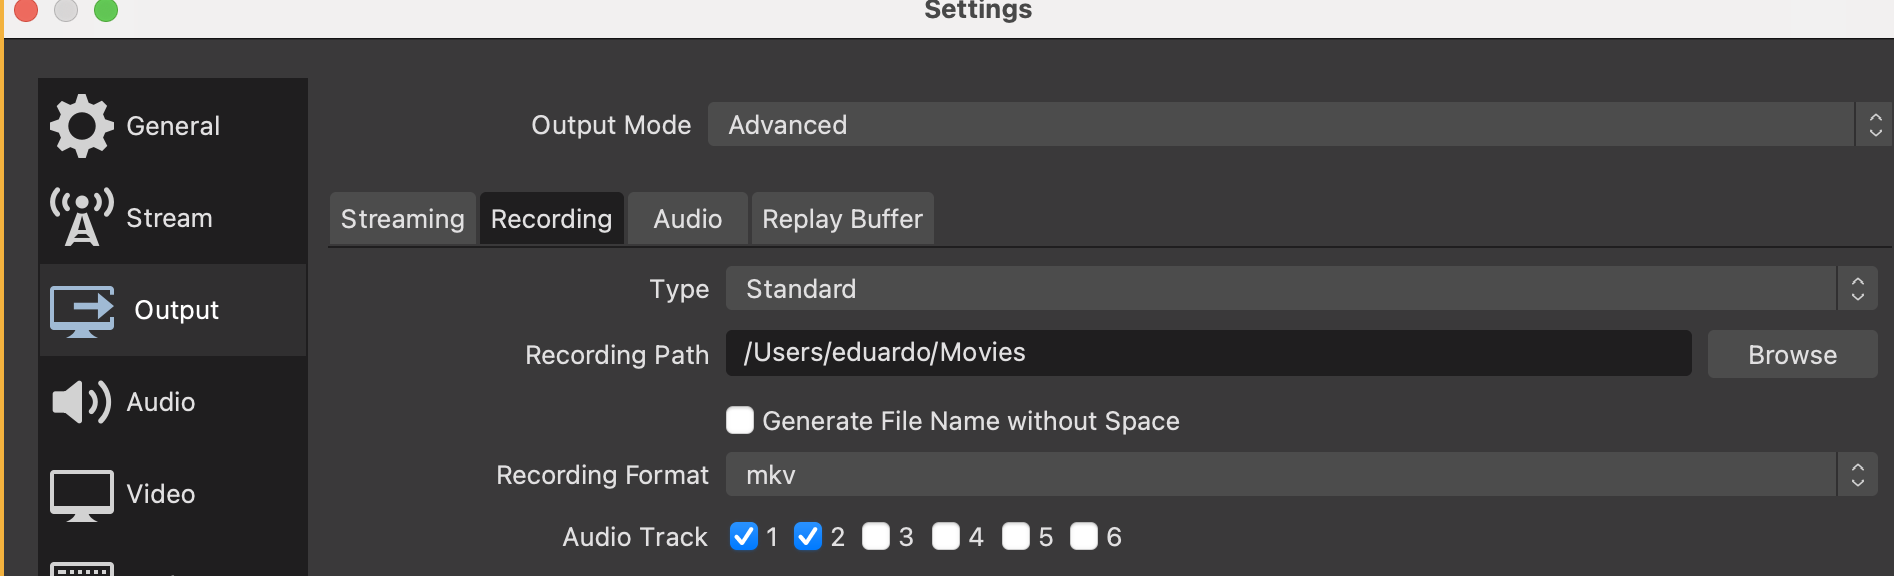 Settings
General
Stream
Output
Audio
Video
Output Mode Advanced
Streaming Recording Audio Replay Buffer
Type Standard
Recording Path /Users/eduardo/Movies Browse
Generate File Name without Space
Recording Format mkv
Audio Track 1 2 3 4 5 6